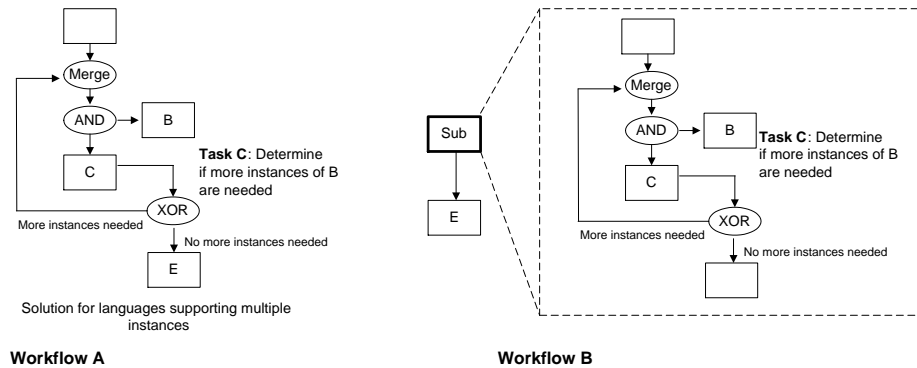 Merge
AND
B
C
Task C: Determine
if more instances of B
are needed
XOR
More instances needed
No more instances needed
E
Solution for languages supporting multiple
instances
Workflow A
Sub
E
Merge
AND
B
C
Task C: Determine
if more instances of B
are needed
XOR
More instances needed
No more instances needed
Workflow B